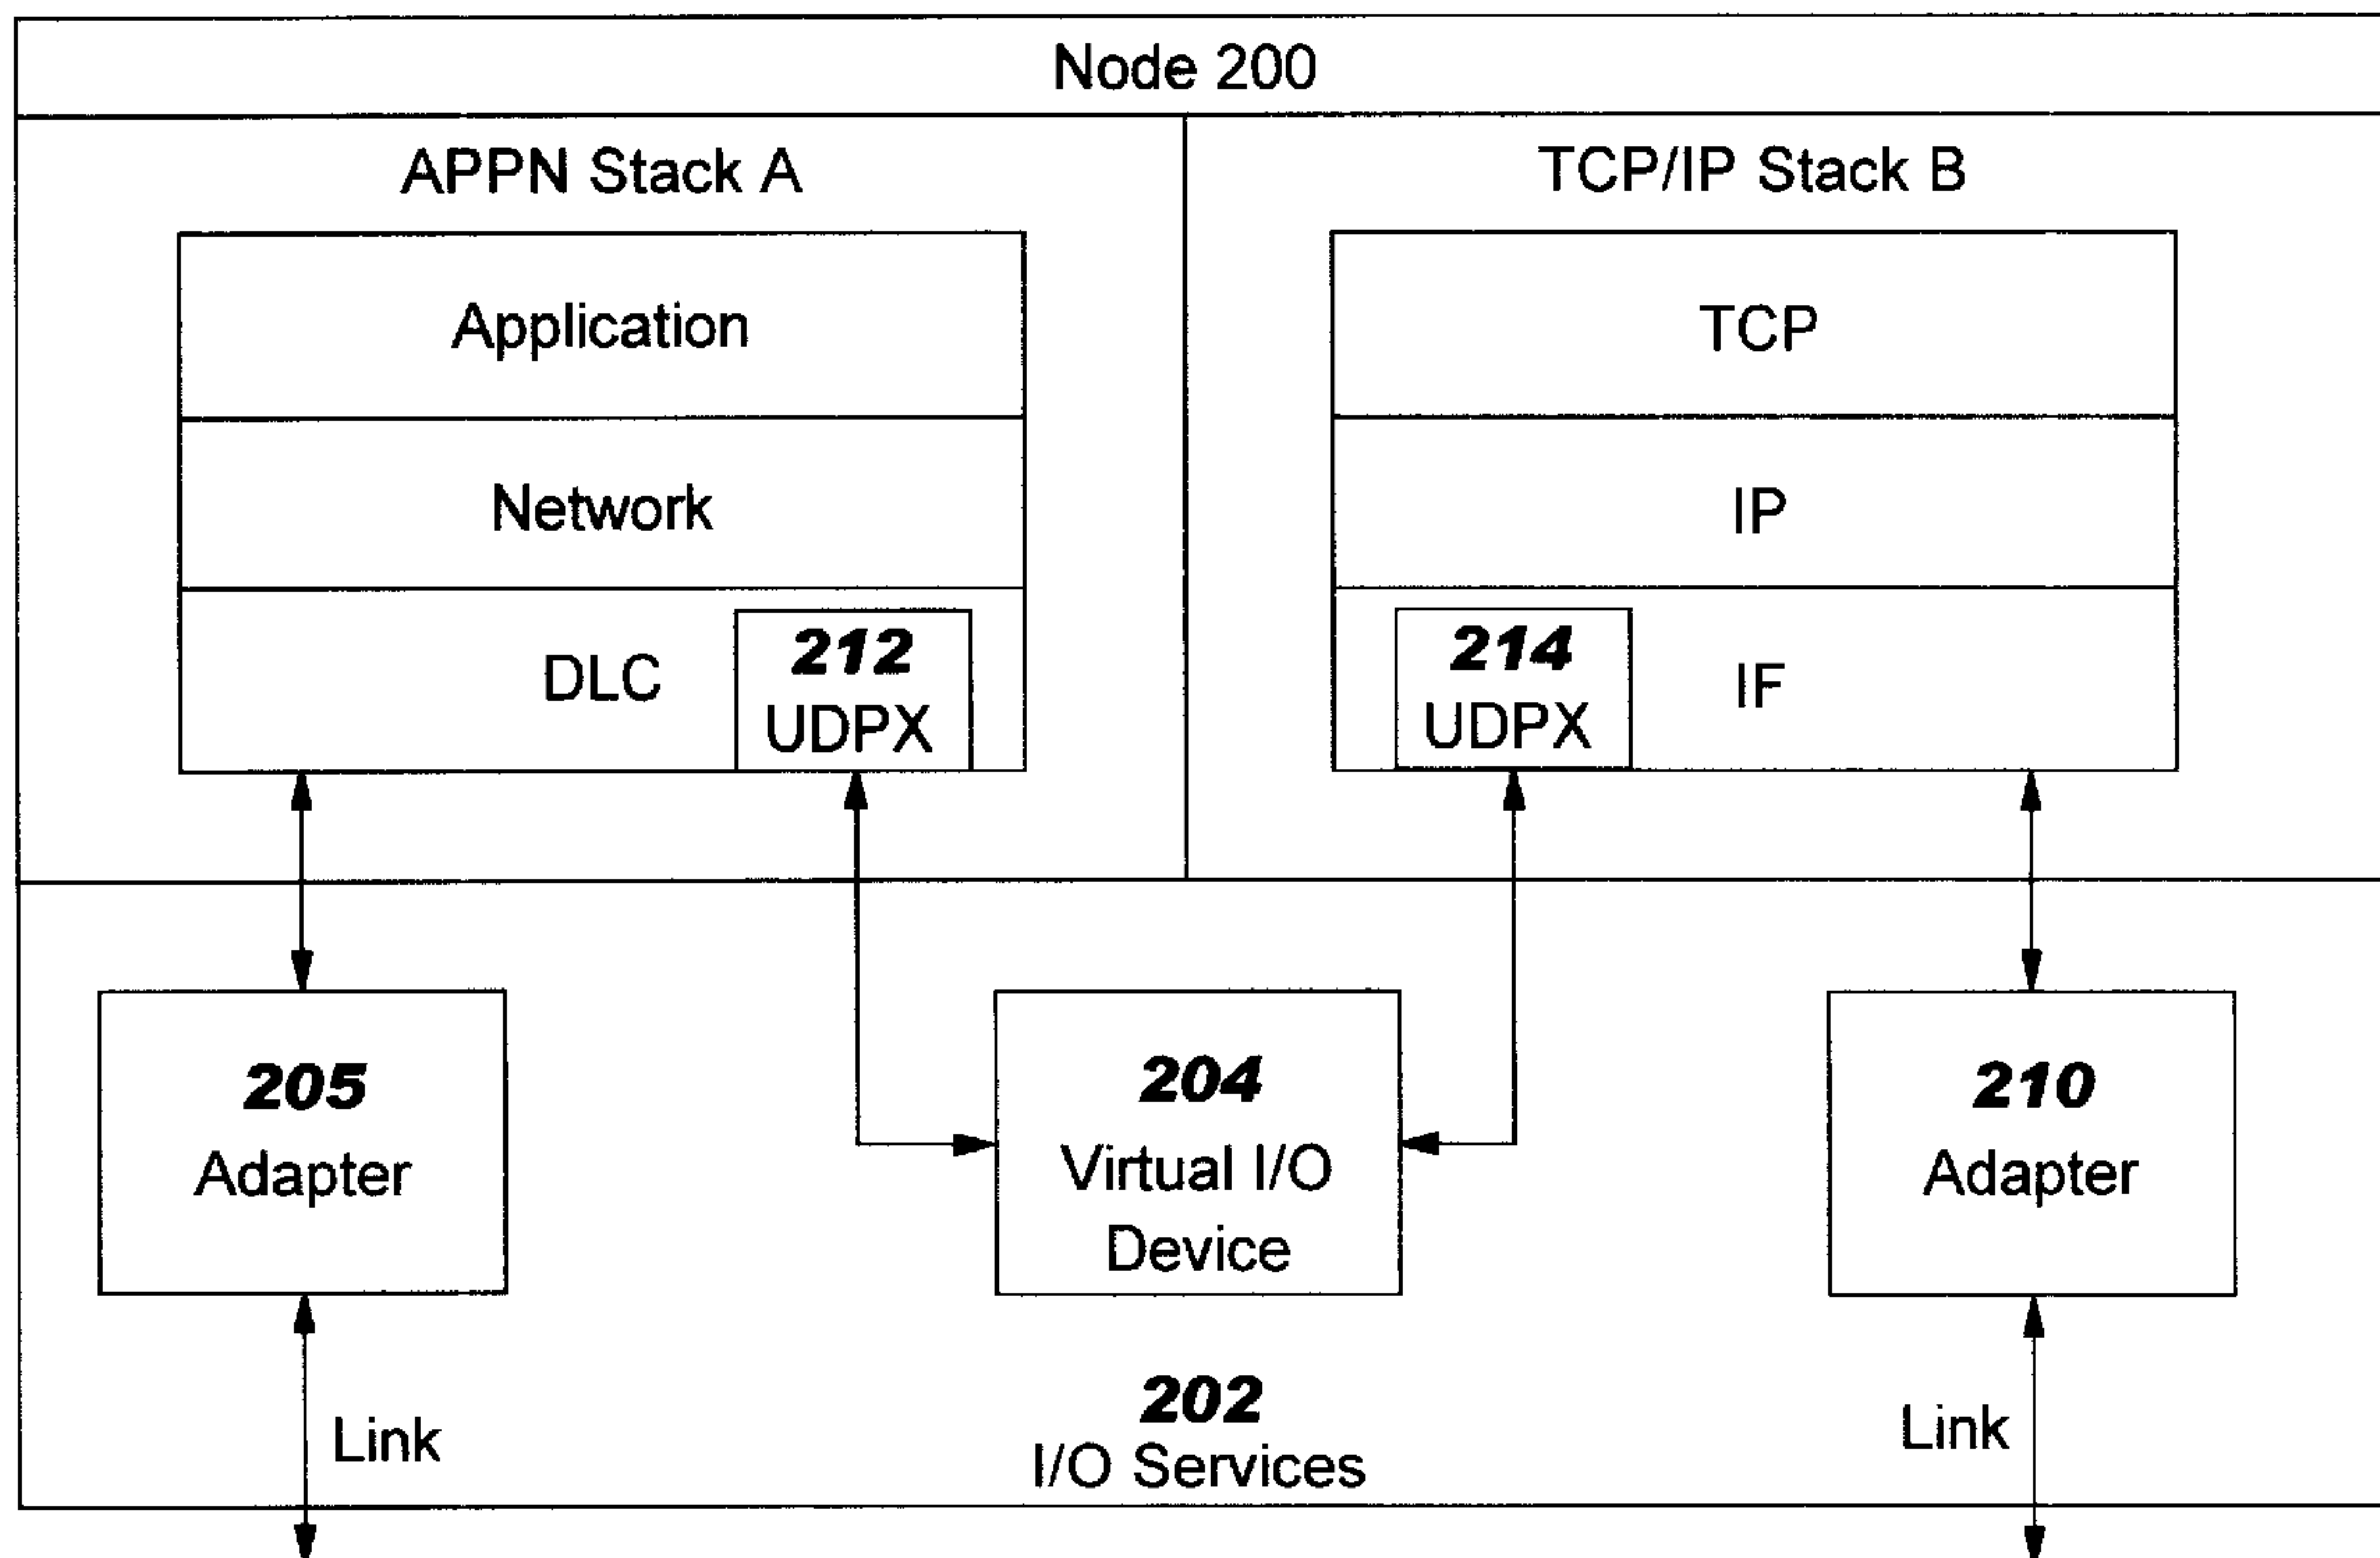 Node 200
APPN Stack A
Application
Network
DLC
212
UDPX
TCP/IP Stack B
TCP
IP
214
UDPX
IF
205
Adapter
204
Virtual I/O
Device
210
Adapter
Link
202
I/O Services
Link